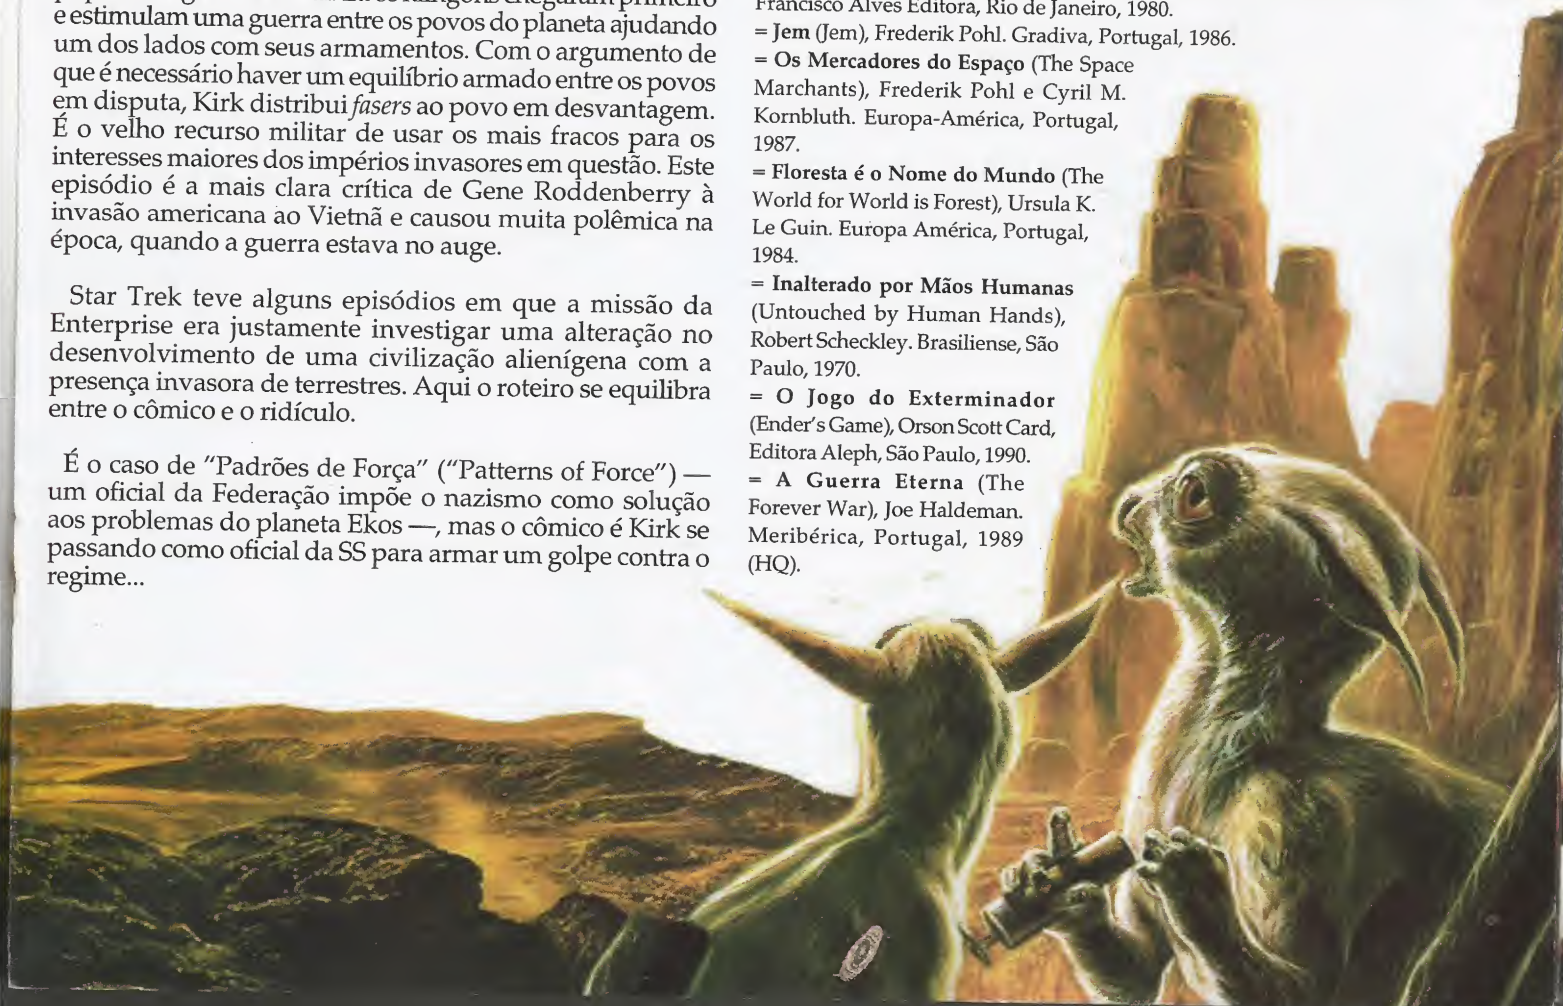 e estimulam uma guerra entre os povos do planeta ajudando
um dos lados com seus armamentos. Com o argumento de
que é necessário haver um equilíbrio armado entre os povos
em disputa, Kirk distribui fasers ao povo em desvantagem.
É o velho recurso militar de usar os mais fracos para os
interesses maiores dos impérios invasores em questão. Este
episódio é a mais clara crítica de Gene Roddenberry à
invasão americana ao Vietnã e causou muita polêmica na
época, quando a guerra estava no auge.
Star Trek teve alguns episódios em que a missão da
Enterprise era justamente investigar uma alteração no
desenvolvimento de uma civilização alienígena com a
presença invasora de terrestres. Aqui o roteiro se equilibra
entre o cômico e o ridículo.
É o caso de "Padrões de Força" ("Patterns of Force") —
um oficial da Federação impõe o nazismo como solução
aos problemas do planeta Ekos —, mas o cômico é Kirk se
passando como oficial da SS para armar um golpe contra o
regime...
Francisco Alves Editora, Rio de Janeiro, 1980.
= Jem (Jem), Frederik Pohl. Gradiva, Portugal, 1986.
= Os Mercadores do Espaço (The Space
Marchants), Frederik Pohl e Cyril M.
Kornbluth. Europa-América, Portugal,
1987.
= Floresta é o Nome do Mundo (The
World for World is Forest), Ursula K.
Le Guin. Europa América, Portugal,
1984.
= Inalterado por Mãos Humanas
(Untouched by Human Hands),
Robert Scheckley. Brasiliense, São
Paulo, 1970.
= O Jogo do Exterminador
(Ender's Game), Orson Scott Card,
Editora Aleph, São Paulo, 1990.
= A Guerra Eterna (The
Forever War), Joe Haldeman.
Meribérica, Portugal, 1989
(HQ).